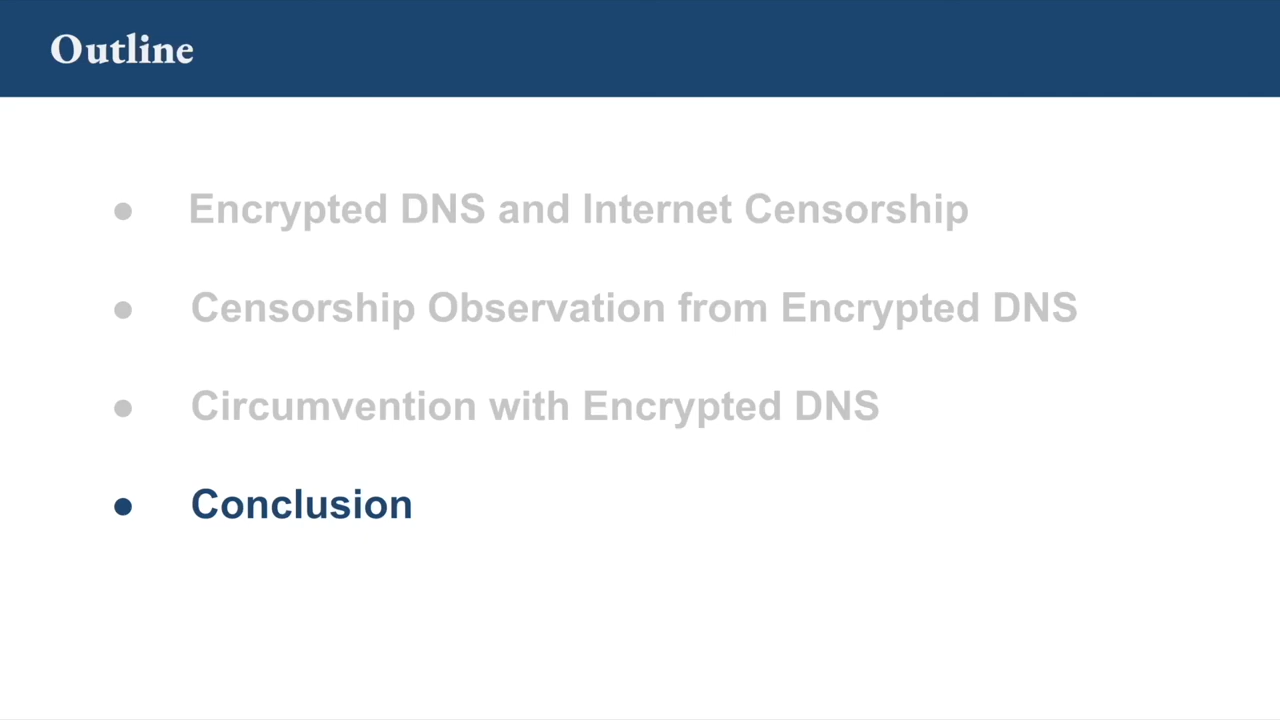 Outline
● Encrypted DNS and Internet Censorship
● Censorship Observation from Encrypted DNS
● Circumvention with Encrypted DNS
● Conclusion